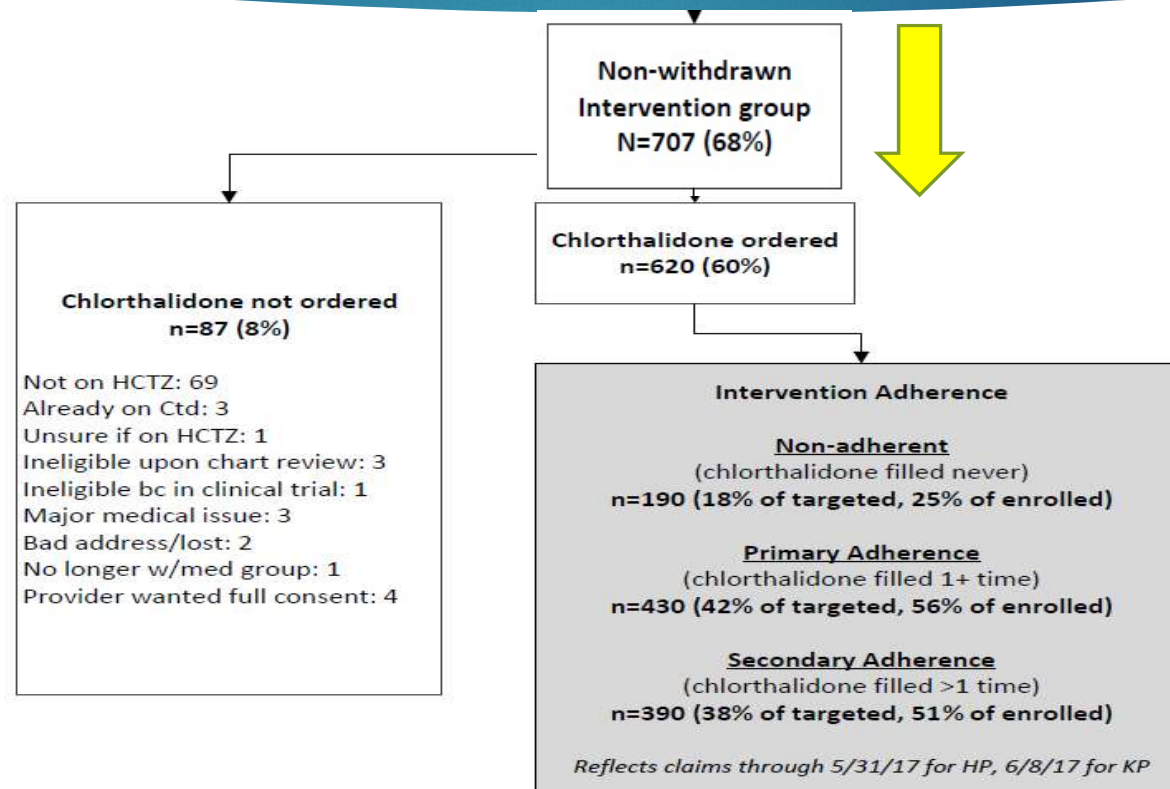 Non-withdrawn
Intervention group
N=707 (68%)
Chlorthalidone not ordered
n=87 (8%)
Not on HCTZ: 69
Already on Ctd: 3
Unsure if on HCTZ: 1
Ineligible upon chart review: 3
Ineligible bc in clinical trial: 1
Major medical issue: 3
Bad address/lost: 2
No longer w/med group: 1
Provider wanted full consent: 4
Chlorthalidone ordered
n=620 (60%)
Intervention Adherence
Non-adherent
(chlorthalidone filled never)
n=190 (18% of targeted, 25% of enrolled)
Primary Adherence
(chlorthalidone filled 1+ time)
n=430 (42% of targeted, 56% of enrolled)
Secondary Adherence
(chlorthalidone filled >1 time)
n=390 (38% of targeted, 51% of enrolled)
Reflects claims through 5/31/17 for HP, 6/8/17 for KP